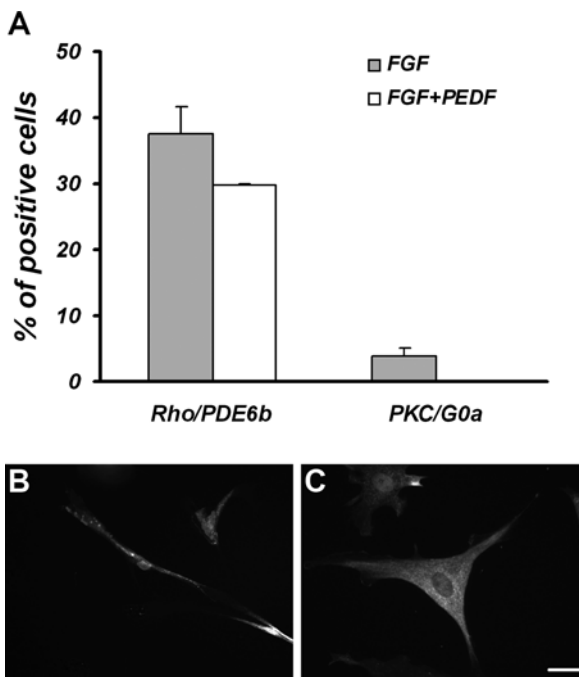 A
50
40
30
20
10
0
% of positive cells
FGF
FGF+PEDF
Rho/PDE6b
PKC/G0a
B
C